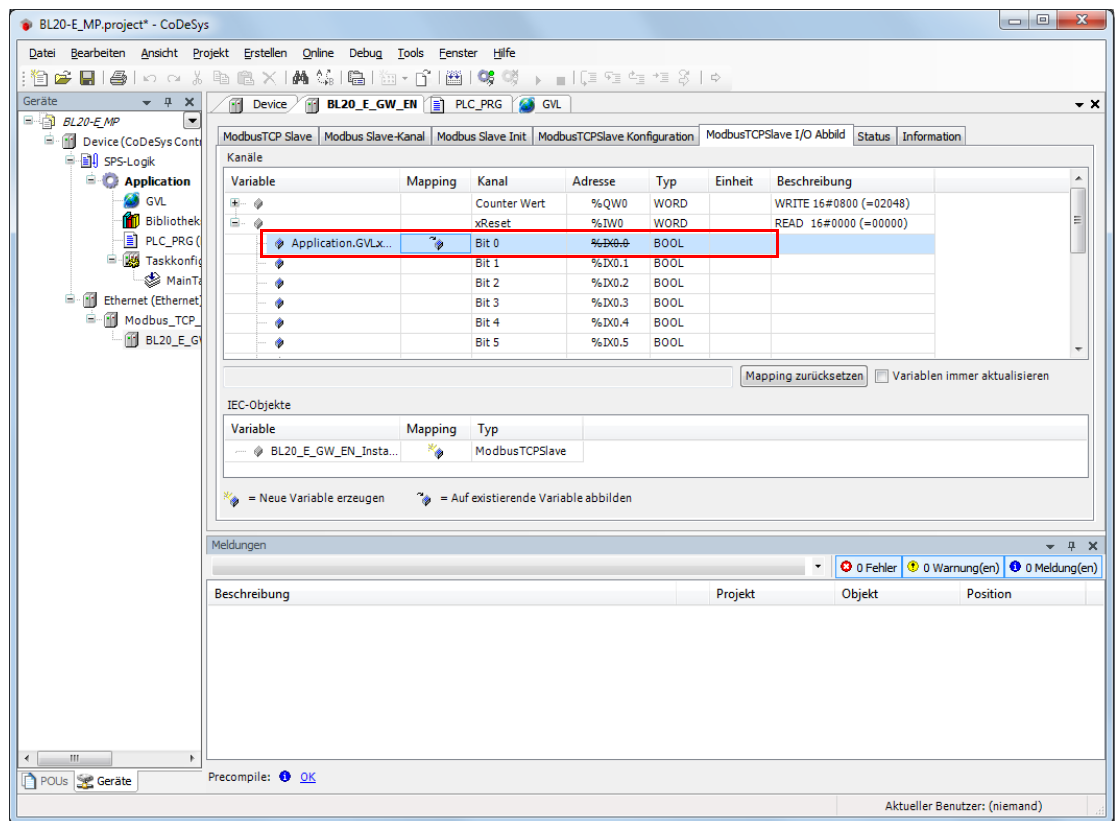 BL20-E_MP.project* - CoDeSys
Datei Bearbeiten Ansicht Projekt Erstellen Online Debug Tools Fenster Hilfe
Geräte
BL20-E_MP
Device (CoDeSys Cont
SPS-Logik
Application
GVL
Bibliothek
PLC_PRG (
Taskkonfig
MainTa
Ethernet (Ethernet)
Modbus_TCP_
BL20_E_GW
POUs Geräte
Device BL20_E_GW_EN PLC_PRG GVL
ModbusTCP Slave Modbus Slave-Kanal Modbus Slave Init ModbusTCPSlave Konfiguration ModbusTCPSlave I/O Abbild Status Information
Kanäle
Variable Mapping Kanal Adresse Typ Einheit Beschreibung
Counter Wert %QW0 WORD WRITE 16#0800 (=02048)
xReset %IW0 WORD READ 16#0000 (=00000)
Application.GVLx... Bit 0 %IX0.0 BOOL
Bit 1 %IX0.1 BOOL
Bit 2 %IX0.2 BOOL
Bit 3 %IX0.3 BOOL
Bit 4 %IX0.4 BOOL
Bit 5 %IX0.5 BOOL
Mapping zurücksetzen Variablen immer aktualisieren
IEC-Objekte
Variable Mapping Typ
BL20_E_GW_EN_Insta... ModbusTCPSlave
= Neue Variable erzeugen = Auf existierende Variable abbilden
Meldungen
0 Fehler 0 Warnung(en) 0 Meldung(en)
Beschreibung Projekt Objekt Position
Precompile: OK
Aktueller Benutzer: (niemand)